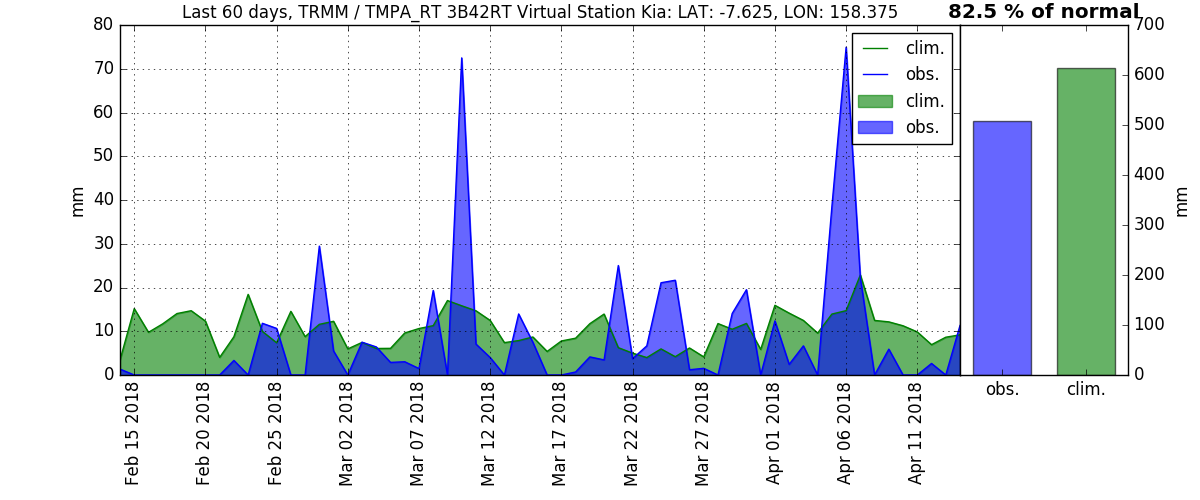 Last 60 days, TRMM / TMPA_RT 3B42RT Virtual Station Kia: LAT: -7.625, LON: 158.375
82.5 % of normal
80
70
60
50
40
30
20
10
0
mm
clim.
obs.
clim.
obs.
Feb 15 2018
Feb 20 2018
Feb 25 2018
Mar 02 2018
Mar 07 2018
Mar 12 2018
Mar 17 2018
Mar 22 2018
Mar 27 2018
Apr 01 2018
Apr 06 2018
Apr 11 2018
700
600
500
400
300
200
100
0
mm
obs.
clim.